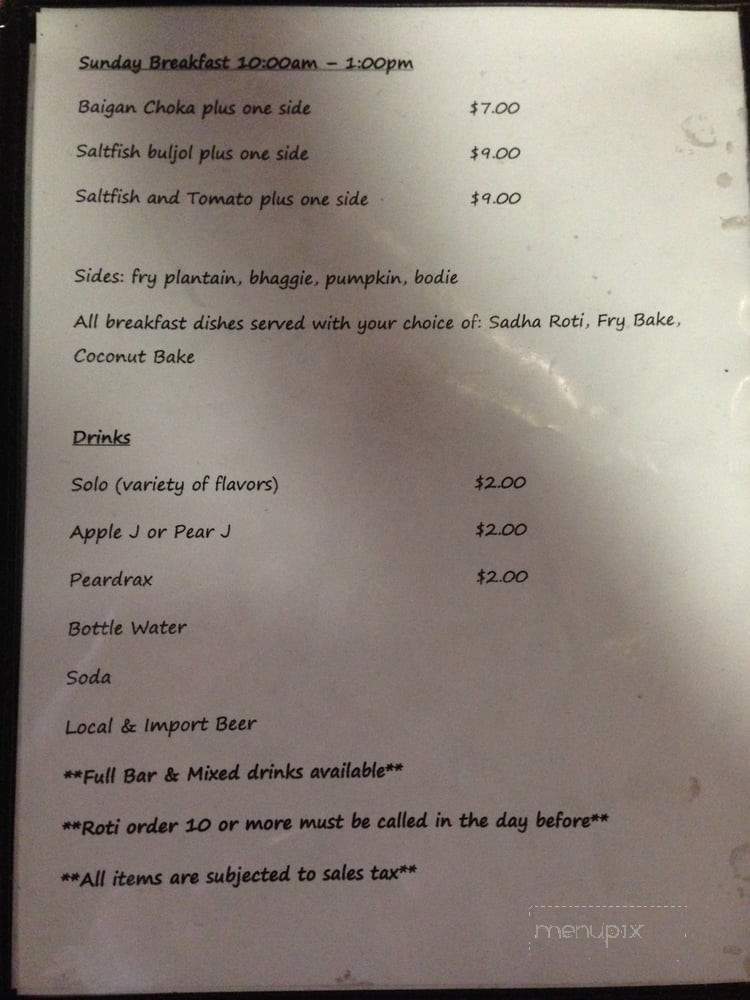 Sunday Breakfast 10:00am – 1:00pm
Baigan Choka plus one side $7.00
Saltfish buljol plus one side $9.00
Saltfish and Tomato plus one side $9.00
Sides: fry plantain, bhaggie, pumpkin, bodie
All breakfast dishes served with your choice of: Sadha Roti, Fry Bake,
Coconut Bake
Drinks
Solo (variety of flavors) $2.00
Apple J or Pear J $2.00
Peardrax $2.00
Bottle Water
Soda
Local & Import Beer
**Full Bar & Mixed drinks available**
**Roti order 10 or more must be called in the day before**
**All items are subjected to sales tax**
menupix